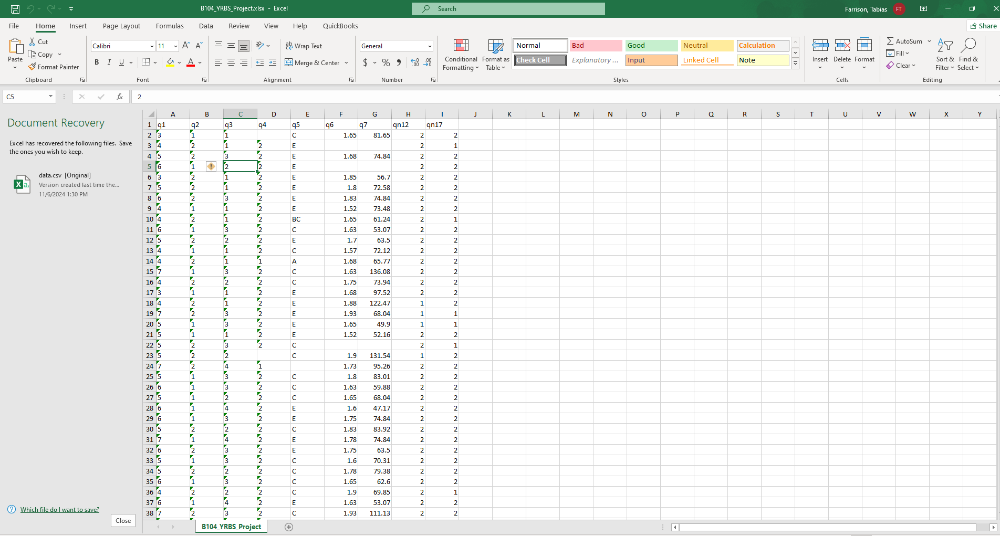 B104_YRBS_Project.xlsx - Excel
Search
Farrison, Tabias FT
File Home Insert Page Layout Formulas Data Review View Help QuickBooks Share
Paste Cut Copy Format Painter Clipboard
Calibri 11 B I U Font
ab Wrap Text Merge & Center Alignment
General $ % Number
Conditional Formatting Format as Table
Normal Bad Good Neutral Calculation
Check Cell Explanatory ... Input Linked Cell Note
Styles
Insert Delete Format Cells
AutoSum Fill Clear Sort & Filter Find & Select Editing
C5 fx 2
Document Recovery
Excel has recovered the following files. Save
the ones you wish to keep.
data.csv [Original]
Version created last time the...
11/6/2024 1:30 PM
Which file do I want to save?
Close
A B C D E F G H I J K L M N O P Q R S T U V W X Y
1 q1 q2 q3 q4 q5 q6 q7 qn12 qn17
2 3 1 1 C 1.65 81.65 2 2
3 4 2 1 2 E 2 1
4 5 2 3 2 E 1.68 74.84 2 2
5 6 1 2 2 E 2 2
6 3 2 1 2 E 1.85 56.7 2 2
7 5 2 1 2 E 1.8 72.58 2 2
8 6 2 3 2 E 1.83 74.84 2 2
9 4 1 1 2 E 1.52 73.48 2 2
10 4 2 1 2 BC 1.65 61.24 2 1
11 6 1 3 2 C 1.63 53.07 2 2
12 5 2 2 2 E 1.7 63.5 2 2
13 4 1 1 2 C 1.57 72.12 2 2
14 4 2 1 1 A 1.68 65.77 2 2
15 7 1 3 2 C 1.63 136.08 2 2
16 4 2 2 2 C 1.75 73.94 2 2
17 3 1 1 2 E 1.68 97.52 2 2
18 4 2 1 2 E 1.88 122.47 1 2
19 7 2 3 2 E 1.93 68.04 1 1
20 5 1 3 2 E 1.65 49.9 1 1
21 5 1 1 2 E 1.52 52.16 2 2
22 5 2 3 2 C 2 1
23 5 2 2 C 1.9 131.54 1 2
24 7 2 4 1 1.73 95.26 2 2
25 5 1 3 2 C 1.8 83.01 2 2
26 6 1 3 2 C 1.63 59.88 2 2
27 5 1 2 2 C 1.65 68.04 2 2
28 6 1 4 2 E 1.6 47.17 2 2
29 6 1 3 2 E 1.75 74.84 2 2
30 5 2 2 2 C 1.83 83.92 2 2
31 7 1 4 2 E 1.78 74.84 2 2
32 6 2 3 2 E 1.75 63.5 2 2
33 5 1 3 2 C 1.6 70.31 2 2
34 5 2 2 2 C 1.78 79.38 2 2
35 6 1 3 2 C 1.65 62.6 2 2
36 4 2 2 2 C 1.9 69.85 2 1
37 6 1 4 2 E 1.63 53.07 2 2
38 7 2 3 2 C 1.93 111.13 2 2
B104_YRBS_Project